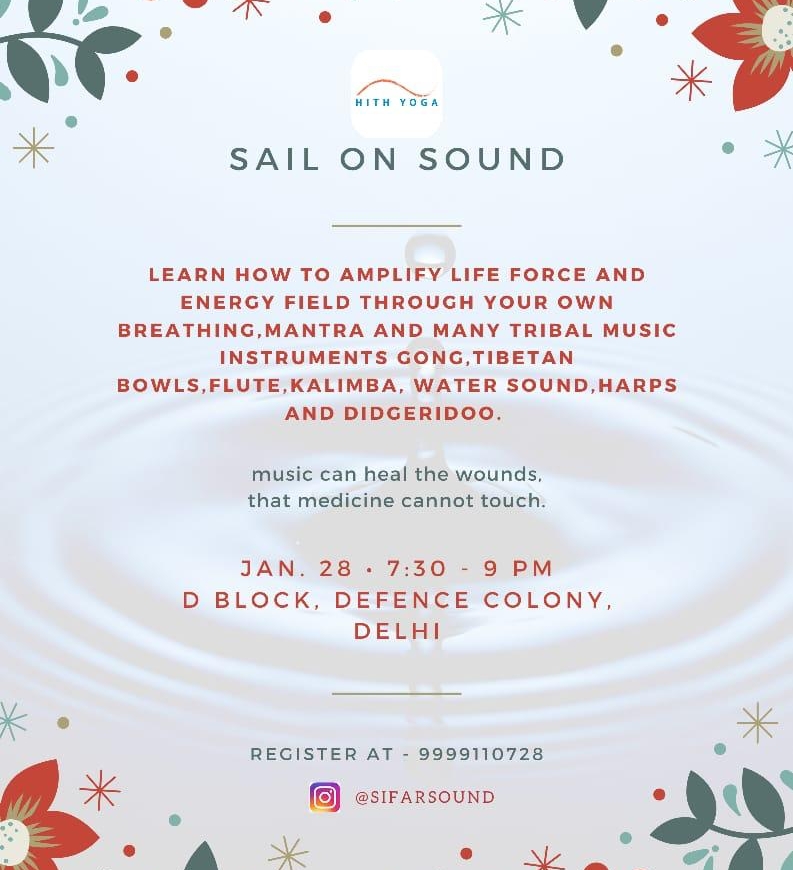 HITH YOGA
SAIL ON SOUND
LEARN HOW TO AMPLIFY LIFE FORCE AND
ENERGY FIELD THROUGH YOUR OWN
BREATHING,MANTRA AND MANY TRIBAL MUSIC
INSTRUMENTS GONG,TIBETAN
BOWLS,FLUTE,KALIMBA, WATER SOUND,HARPS
AND DIDGERIDOO.
music can heal the wounds,
that medicine cannot touch.
JAN. 28 • 7:30 - 9 PM
D BLOCK, DEFENCE COLONY,
DELHI
REGISTER AT - 9999110728
@SIFARSOUND